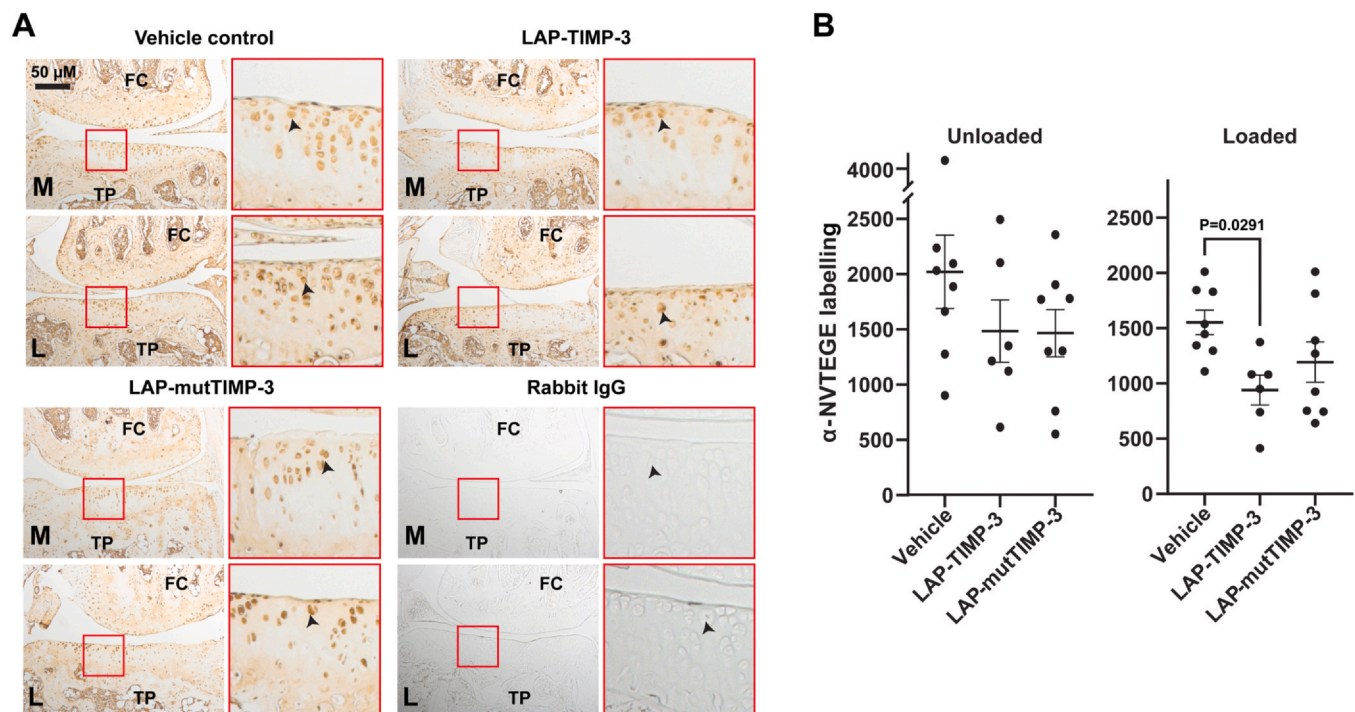 A
Vehicle control
LAP-TIMP-3
50 µM
FC
M
TP
FC
M
TP
FC
L
TP
FC
L
TP
LAP-mutTIMP-3
Rabbit IgG
FC
M
TP
FC
M
TP
FC
L
TP
FC
L
TP
B
Unloaded
α-NVTEGE labelling
4000
2500
2000
1500
1000
500
0
Vehicle
LAP-TIMP-3
LAP-mutTIMP-3
Loaded
P=0.0291
2500
2000
1500
1000
500
0
Vehicle
LAP-TIMP-3
LAP-mutTIMP-3